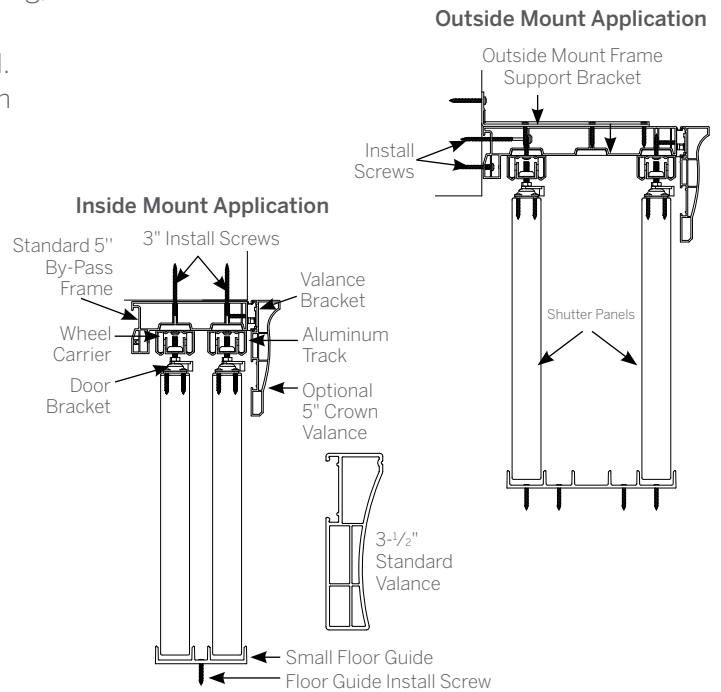 g,
l.
n
Outside Mount Application
Outside Mount Frame
Support Bracket
Install
Screws
Shutter Panels
Inside Mount Application
Standard 5"
By-Pass
Frame
3" Install Screws
Valance
Bracket
Wheel
Carrier
Aluminum
Track
Door
Bracket
Optional
5" Crown
Valance
3-1/2"
Standard
Valance
Small Floor Guide
Floor Guide Install Screw